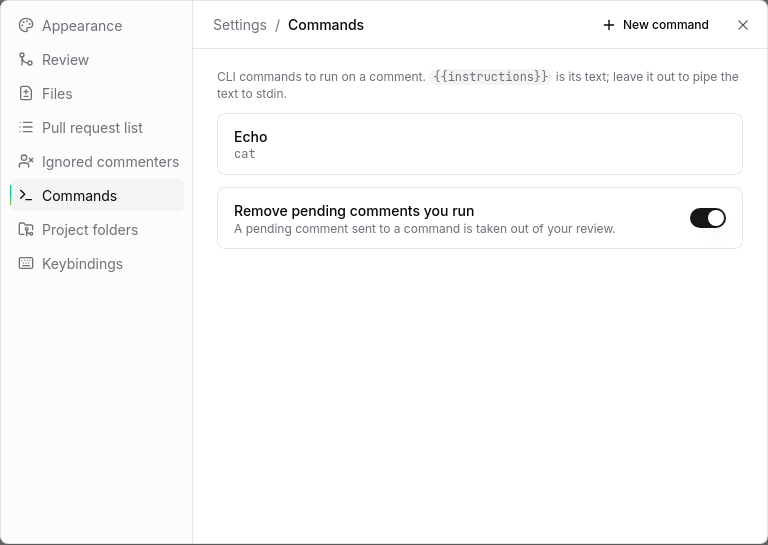 Appearance
Review
Files
Pull request list
Ignored commenters
Commands
Project folders
Keybindings
Settings / Commands
New command
CLI commands to run on a comment. {{instructions}} is its text; leave it out to pipe the
text to stdin.
Echo
cat
Remove pending comments you run
A pending comment sent to a command is taken out of your review.